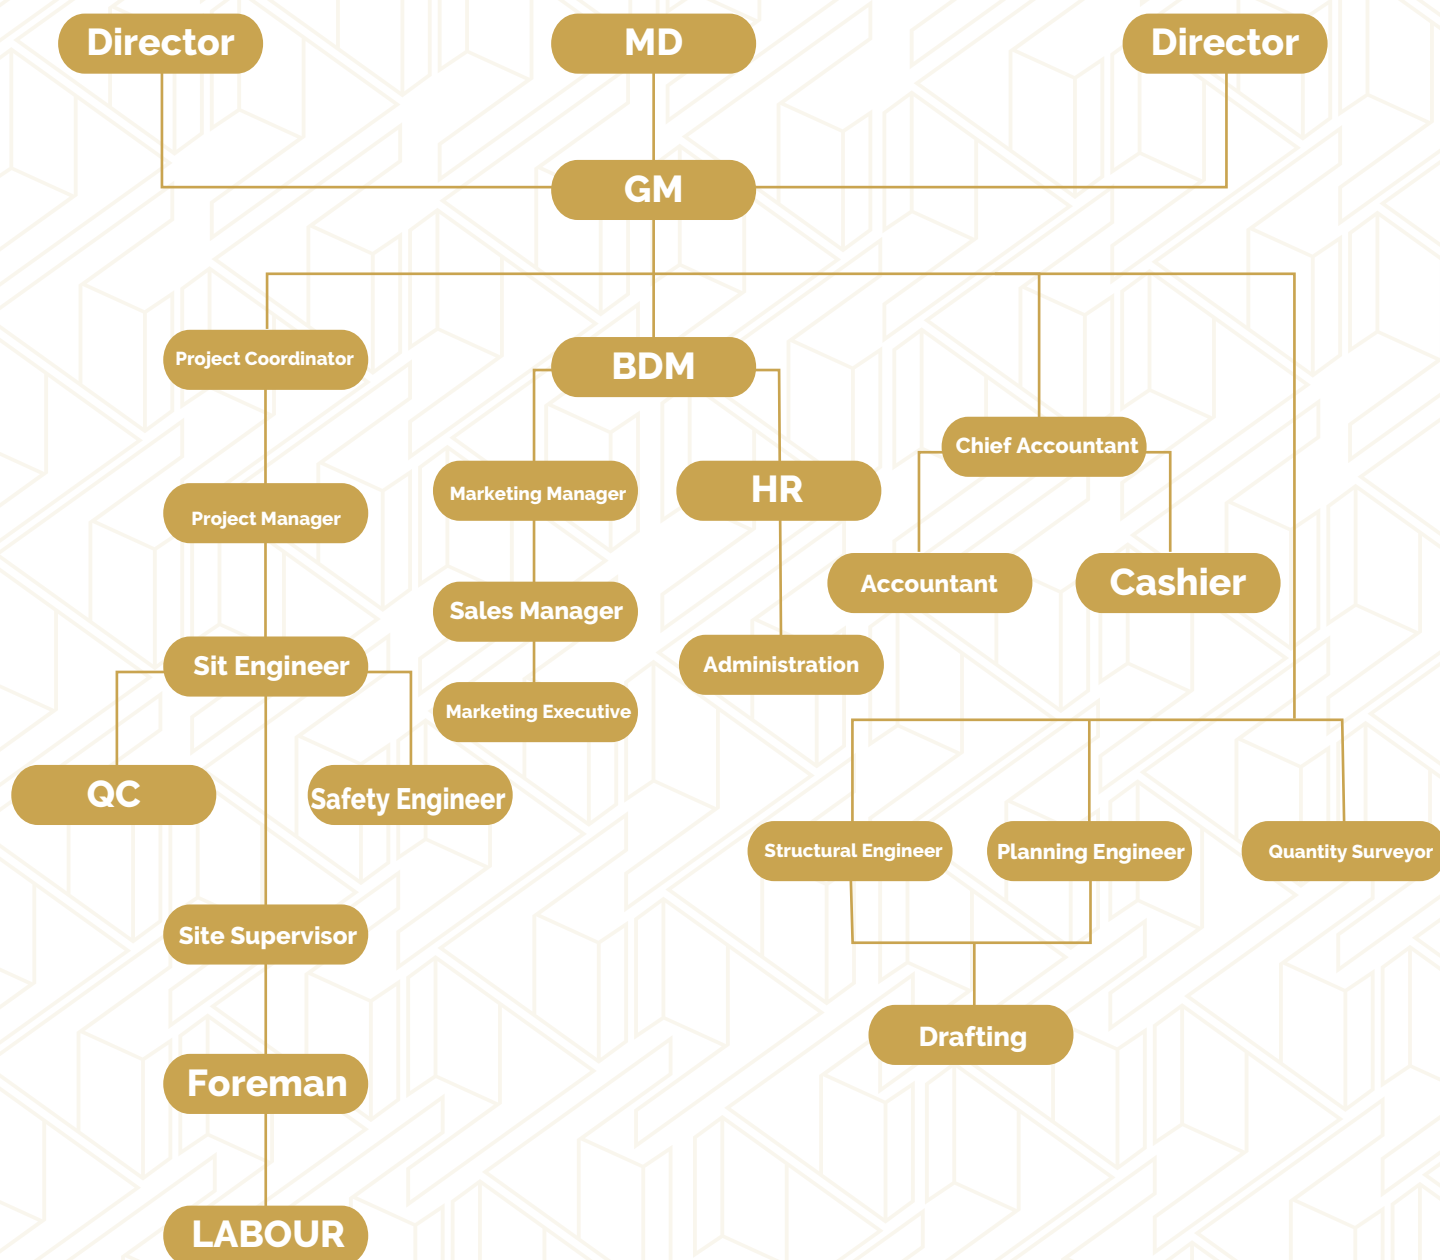 Director
MD
Director
GM
Project Coordinator
BDM
Chief Accountant
Marketing Manager
HR
Project Manager
Accountant
Cashier
Sales Manager
Sit Engineer
Administration
Marketing Executive
QC
Safety Engineer
Structural Engineer
Planning Engineer
Quantity Surveyor
Site Supervisor
Drafting
Foreman
LABOUR